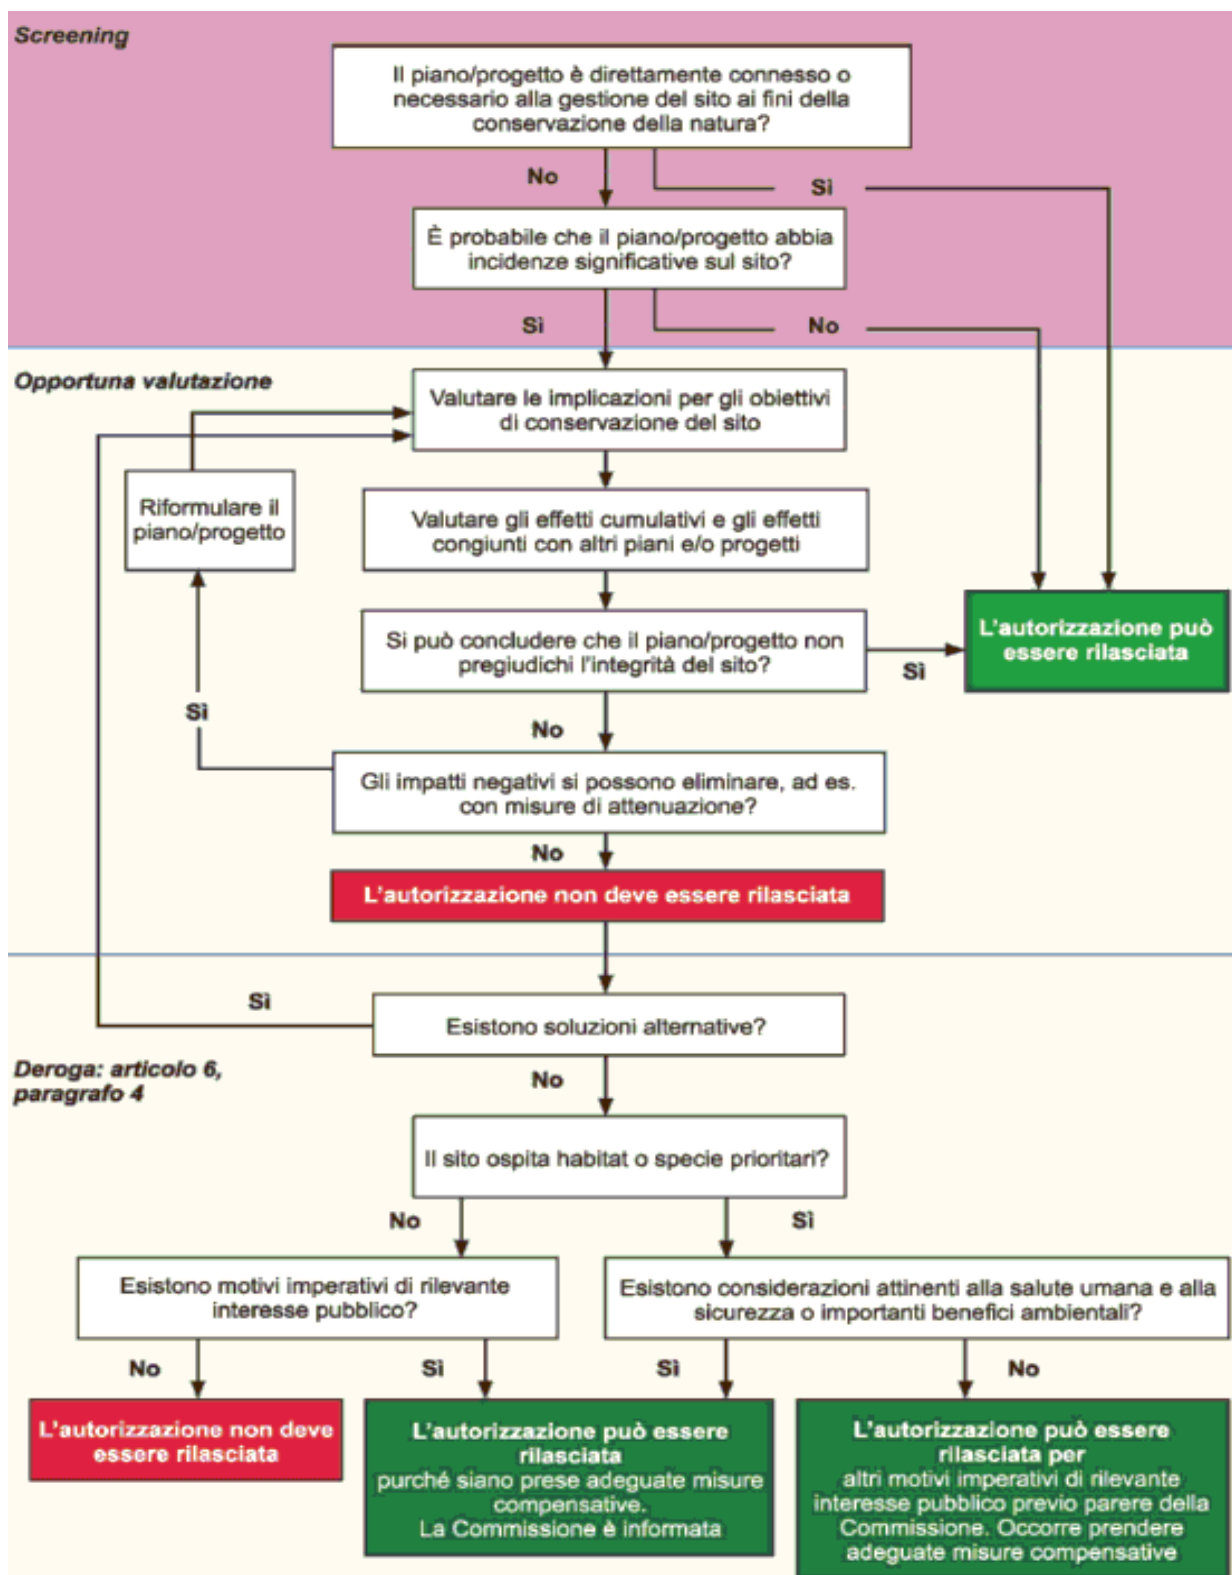 Screening
Il piano/progetto è direttamente connesso o
necessario alla gestione del sito ai fini della
conservazione della natura?
No
Sì
È probabile che il piano/progetto abbia
incidenze significative sul sito?
Sì
No
Opportuna valutazione
Valutare le implicazioni per gli obiettivi
di conservazione del sito
Riformulare il
piano/progetto
Valutare gli effetti cumulativi e gli effetti
congiunti con altri piani e/o progetti
Si può concludere che il piano/progetto non
pregiudichi l'integrità del sito?
Sì
L'autorizzazione può
essere rilasciata
Sì
No
Gli impatti negativi si possono eliminare, ad es.
con misure di attenuazione?
No
L'autorizzazione non deve essere rilasciata
Sì
Esistono soluzioni alternative?
Deroga: articolo 6,
paragrafo 4
No
Il sito ospita habitat o specie prioritari?
No
Sì
Esistono motivi imperativi di rilevante
interesse pubblico?
Esistono considerazioni attinenti alla salute umana e alla
sicurezza o importanti benefici ambientali?
No
Sì
Sì
No
L'autorizzazione non deve
essere rilasciata
L'autorizzazione può essere
rilasciata
purché siano prese adeguate misure
compensative.
La Commissione è informata
L'autorizzazione può essere
rilasciata per
altri motivi imperativi di rilevante
interesse pubblico previo parere della
Commissione. Occorre prendere
adeguate misure compensative